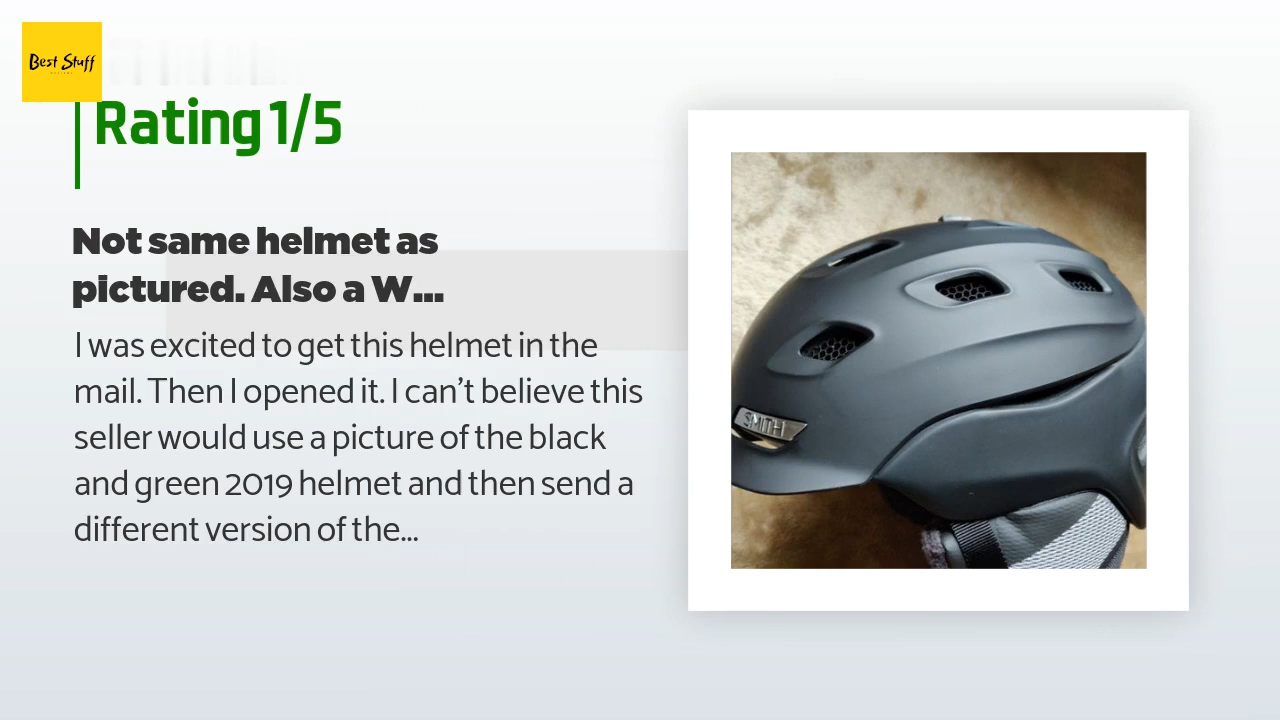 Best Stuff
Rating 1/5
Not same helmet as
pictured. Also a W...
I was excited to get this helmet in the
mail. Then I opened it. I can't believe this
seller would use a picture of the black
and green 2019 helmet and then send a
different version of the...
SMITH